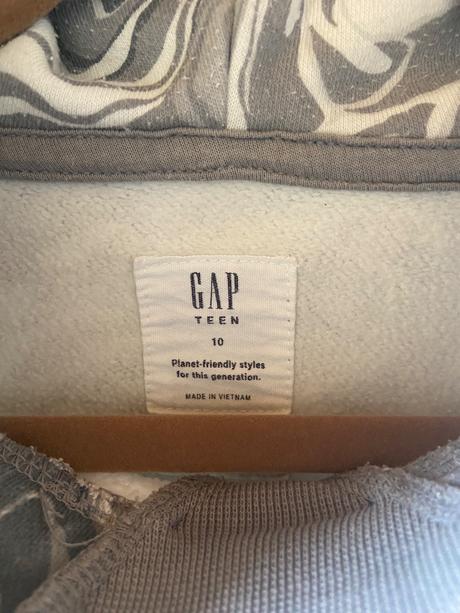 GAP
TEEN
10
Planet-friendly styles
for this generation.
MADE IN VIETNAM